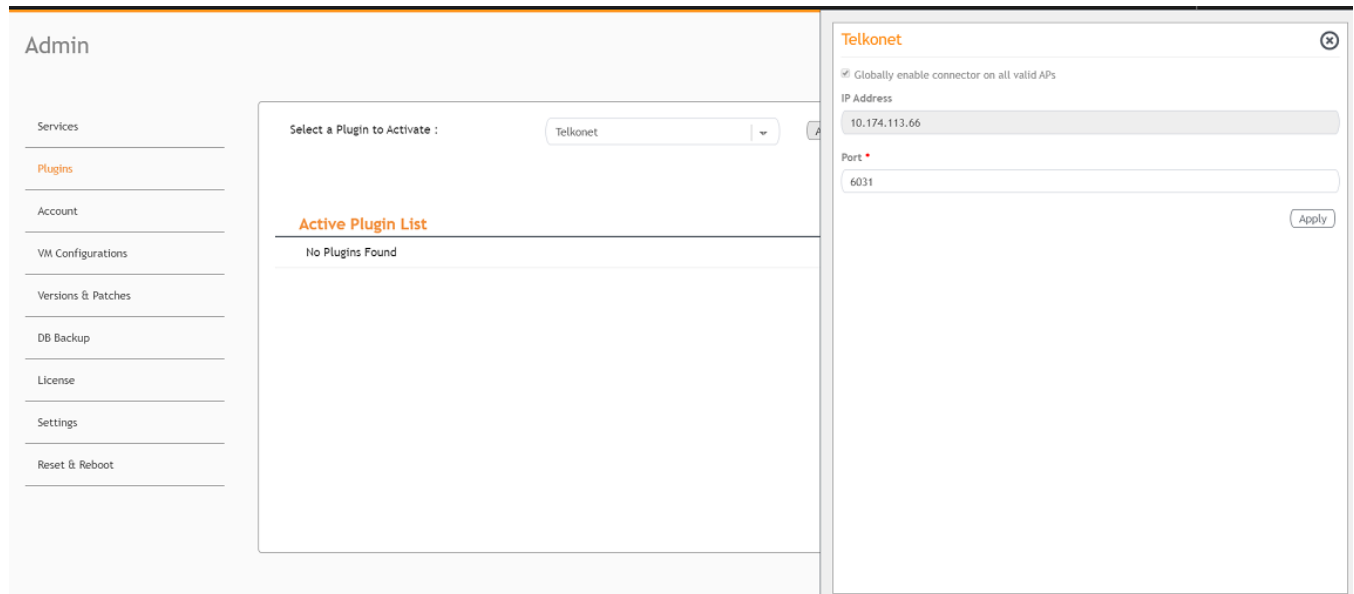 Admin
Services
Plugins
Account
VM Configurations
Versions & Patches
DB Backup
License
Settings
Reset & Reboot
Select a Plugin to Activate :
Telkonet
Active Plugin List
No Plugins Found
Telkonet
Globally enable connector on all valid APs
IP Address
10.174.113.66
Port *
6031
Apply